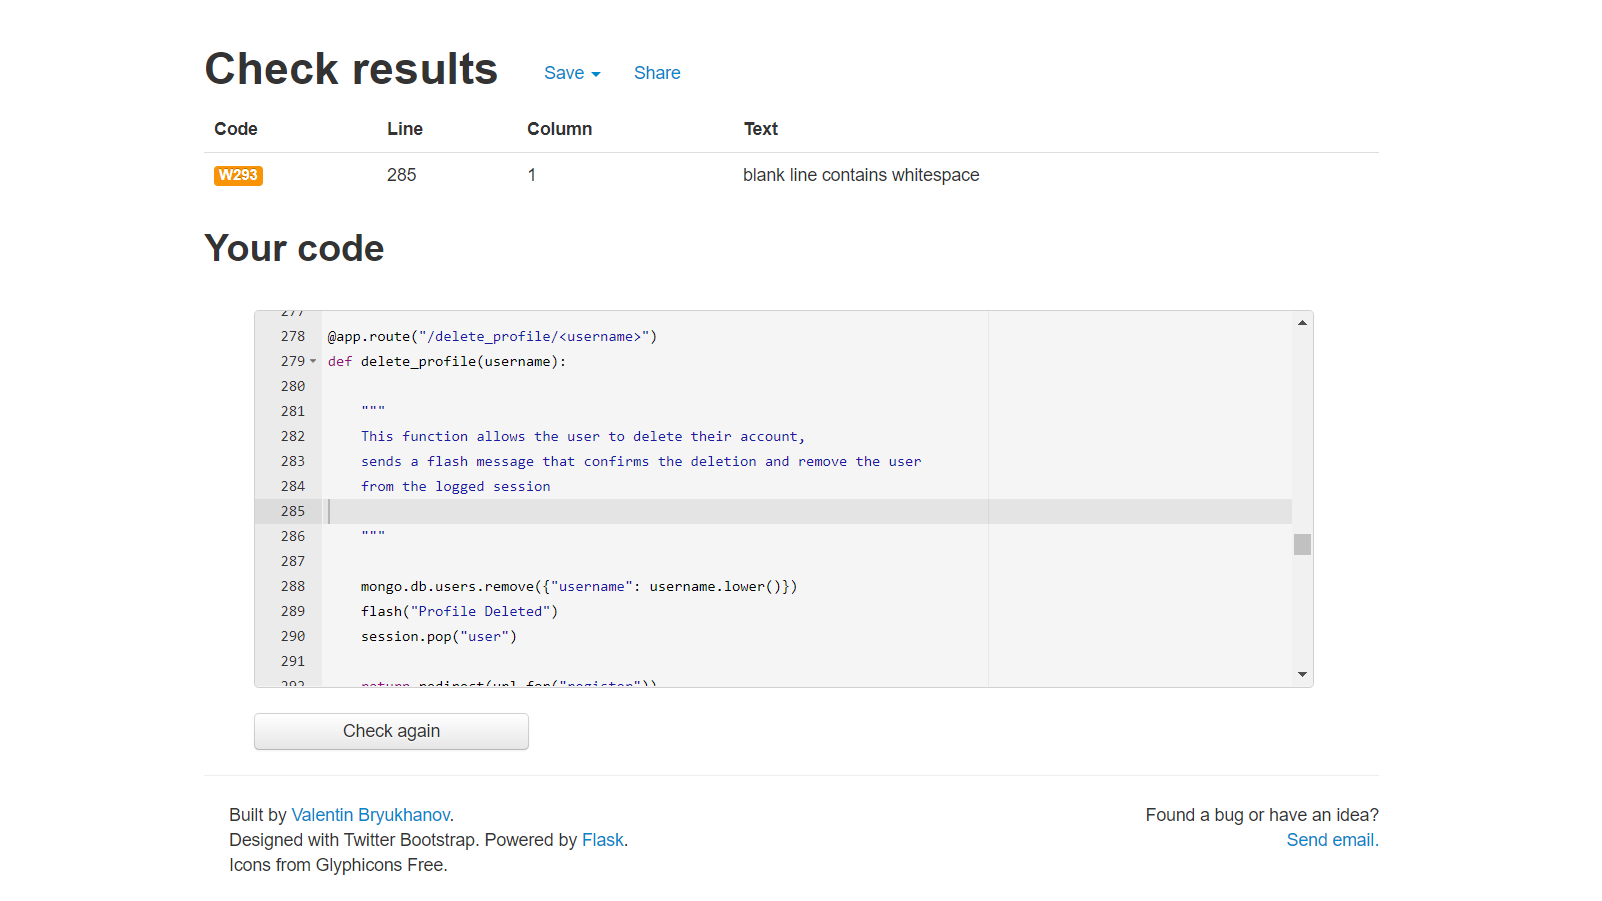 Check results Save Share
Code Line Column Text
W293 285 1 blank line contains whitespace
Your code
277
278 @app.route("/delete_profile/<username>")
279 def delete_profile(username):
280
281 """
282 This function allows the user to delete their account,
283 sends a flash message that confirms the deletion and remove the user
284 from the logged session
285
286 """
287
288 mongo.db.users.remove({"username": username.lower()})
289 flash("Profile Deleted")
290 session.pop("user")
291
292 return redirect(url_for("register"))
Check again
Built by Valentin Bryukhanov.
Designed with Twitter Bootstrap. Powered by Flask.
Icons from Glyphicons Free.
Found a bug or have an idea?
Send email.